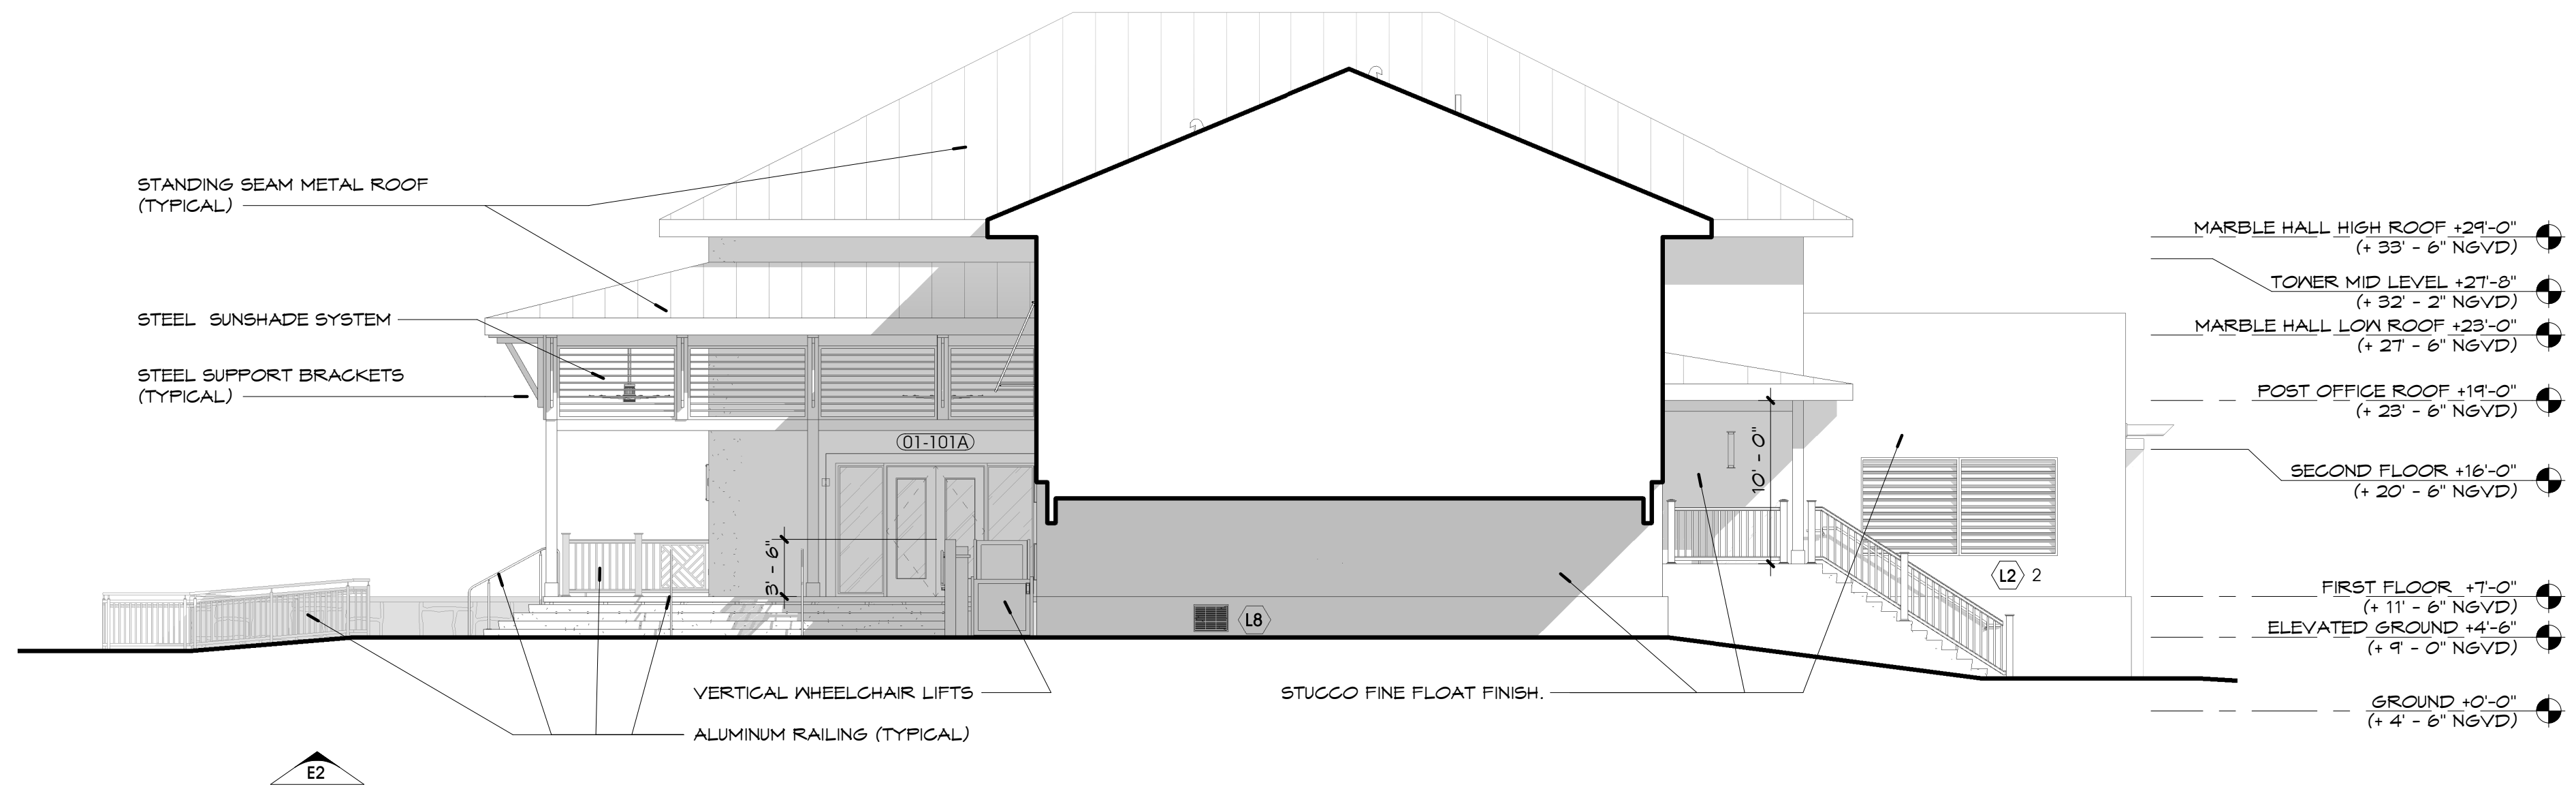 STANDING SEAM METAL ROOF
(TYPICAL)
STEEL SUNSHADE SYSTEM
STEEL SUPPORT BRACKETS
(TYPICAL)
01-101A
3' - 6"
10' - 0"
L8
L2 2
VERTICAL WHEELCHAIR LIFTS
ALUMINUM RAILING (TYPICAL)
STUCCO FINE FLOAT FINISH.
E2
MARBLE HALL HIGH ROOF +29'-0"
(+ 33' - 6" NGVD)
TOWER MID LEVEL +27'-8"
(+ 32' - 2" NGVD)
MARBLE HALL LOW ROOF +23'-0"
(+ 27' - 6" NGVD)
POST OFFICE ROOF +19'-0"
(+ 23' - 6" NGVD)
SECOND FLOOR +16'-0"
(+ 20' - 6" NGVD)
FIRST FLOOR +7'-0"
(+ 11' - 6" NGVD)
ELEVATED GROUND +4'-6"
(+ 9' - 0" NGVD)
GROUND +0'-0"
(+ 4' - 6" NGVD)